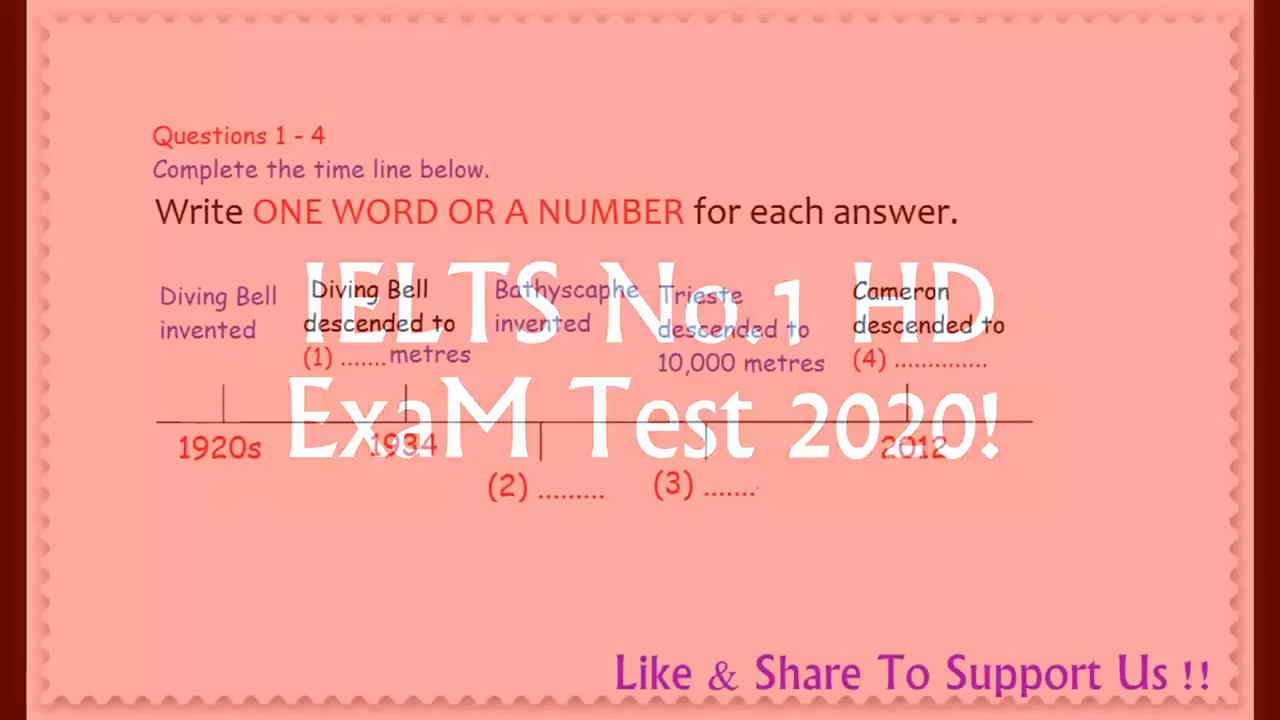 Questions 1 - 4
Complete the time line below.
Write ONE WORD OR A NUMBER for each answer.
IELTS No.1 HD
ExaM Test 2020!
Diving Bell
invented
Diving Bell
descended to
(1) ....... metres
Bathyscaphe
invented
Trieste
descended to
10,000 metres
Cameron
descended to
(4) ..............
1920s
1934
(2) .........
(3) .......
2012
Like & Share To Support Us !!